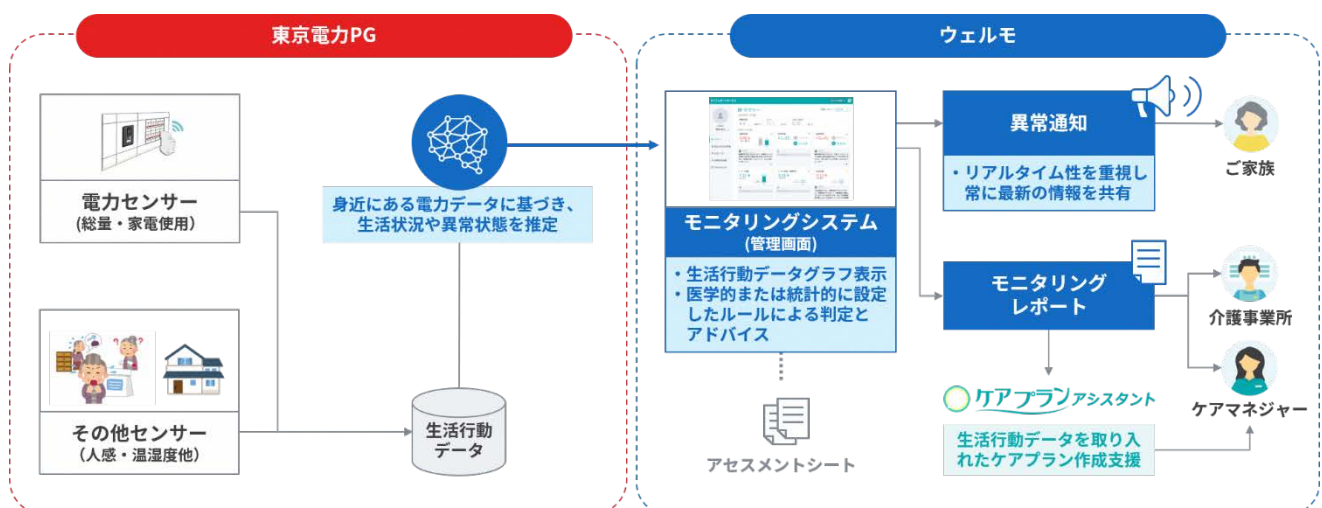 東京電力PG
電力センサー
(総量・家電使用)
身近にある電力データに基づき、
生活状況や異常状態を推定
その他センサー
(人感・温湿度他)
生活行動
データ
ウェルモ
モニタリングシステム
(管理画面)
・生活行動データグラフ表示
・医学的または統計的に設定
したルールによる判定と
アドバイス
アセスメントシート
異常通知
・リアルタイム性を重視し
常に最新の情報を共有
ご家族
モニタリング
レポート
介護事業所
ケアマネジャー
ケアプランアシスタント
生活行動データを取り入
れたケアプラン作成支援